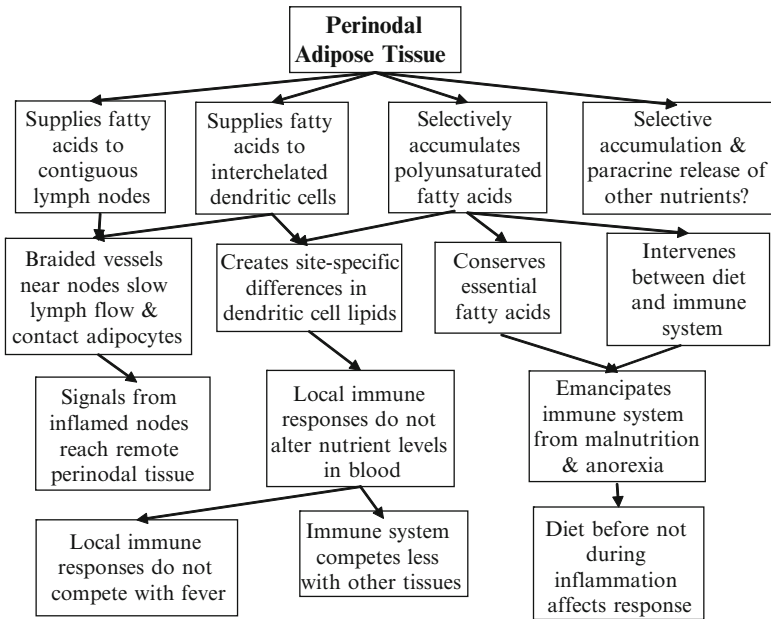 Perinodal
Adipose Tissue
Supplies fatty
acids to
contiguous
lymph nodes
Supplies fatty
acids to
interchelated
dendritic cells
Selectively
accumulates
polyunsaturated
fatty acids
Selective
accumulation &
paracrine release of
other nutrients?
Braided vessels
near nodes slow
lymph flow &
contact adipocytes
Creates site-specific
differences in
dendritic cell lipids
Conserves
essential
fatty acids
Intervenes
between diet
and immune
system
Signals from
inflamed nodes
reach remote
perinodal tissue
Local immune
responses do not
alter nutrient levels
in blood
Emancipates
immune system
from malnutrition
& anorexia
Local immune
responses do not
compete with fever
Immune system
competes less
with other tissues
Diet before not
during
inflammation
affects response